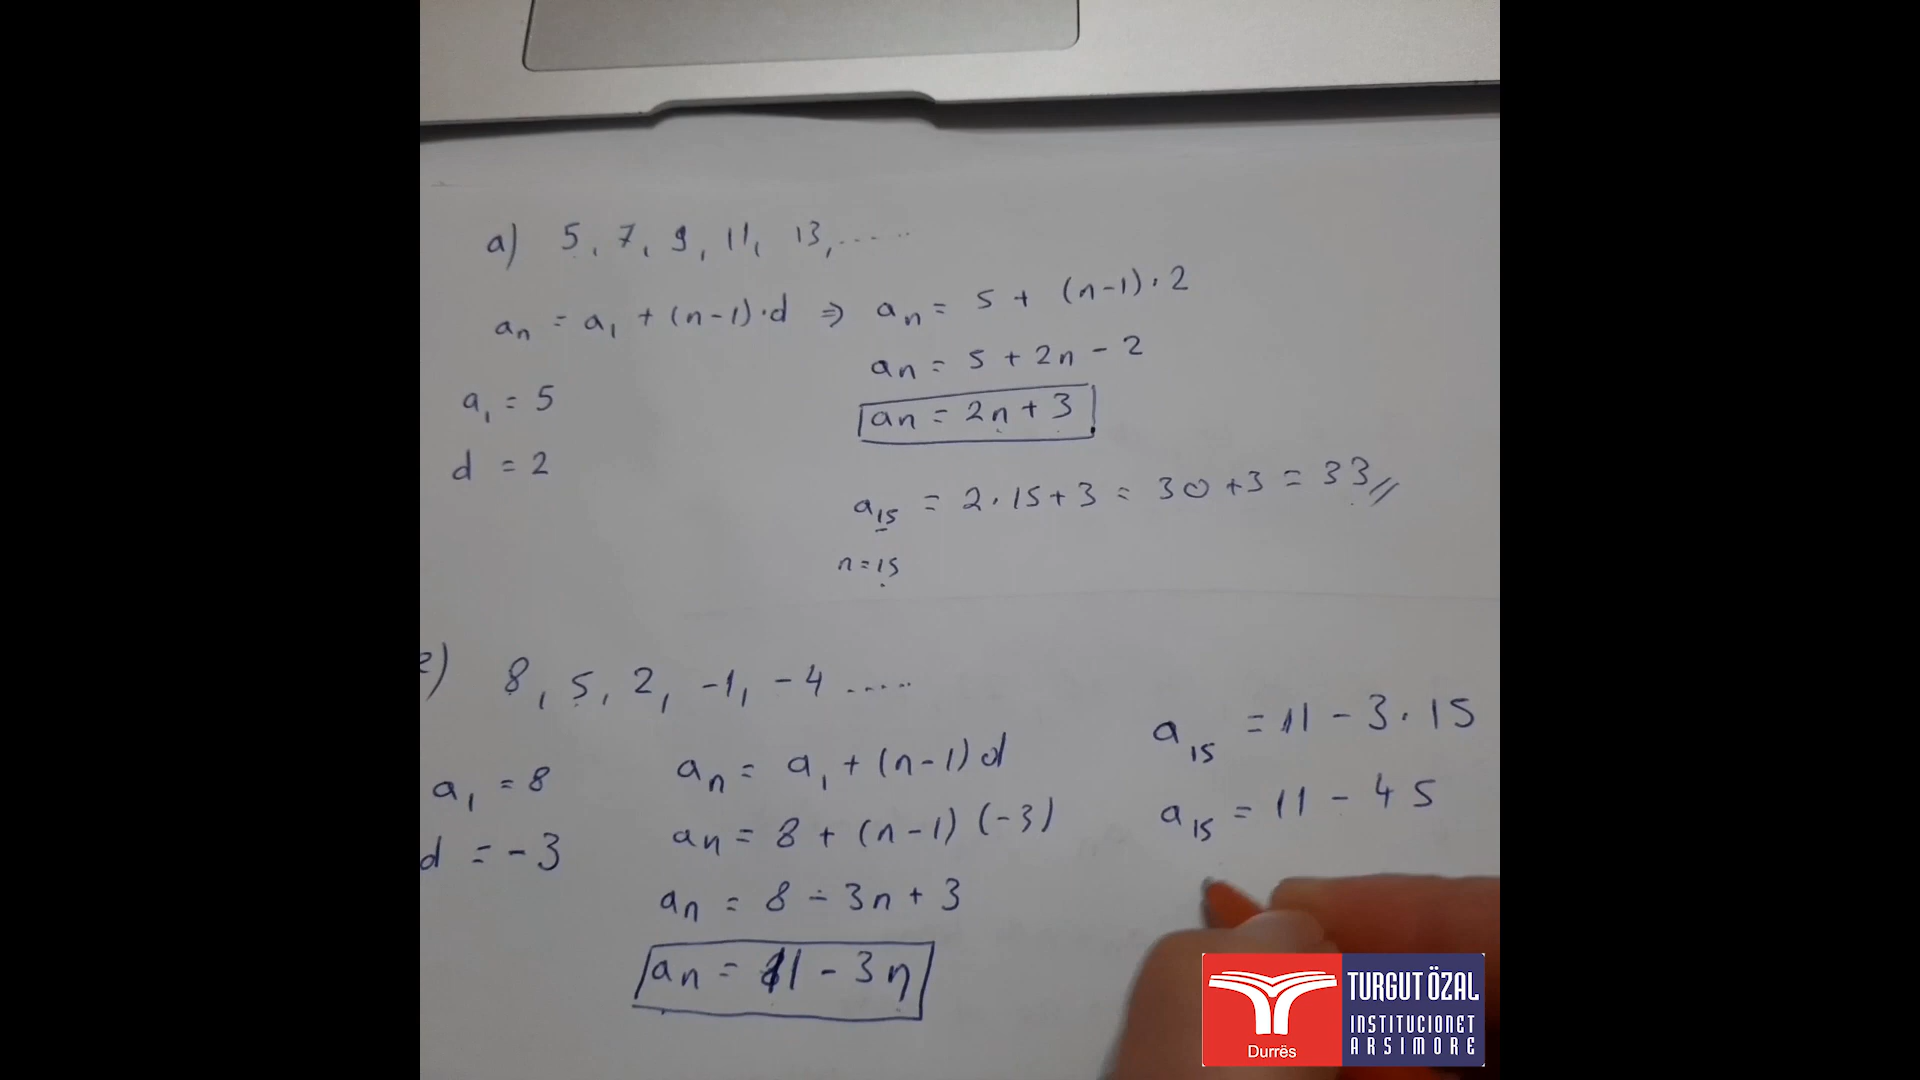 a) 5, 7, 9, 11, 13, ......
an = a1 + (n-1)·d ⇒ an = 5 + (n-1)·2
an = 5 + 2n - 2
a1 = 5
an = 2n + 3
d = 2
a15 = 2·15+3 = 30+3 = 33//
n=15
e) 8, 5, 2, -1, -4 .....
a1 = 8
d = -3
an = a1 + (n-1)d
an = 8 + (n-1)(-3)
an = 8 - 3n + 3
an = 11 - 3n
a15 = 11 - 3·15
a15 = 11 - 45
TURGUT ÖZAL
INSTITUCIONET
ARSIMORE
Durrës